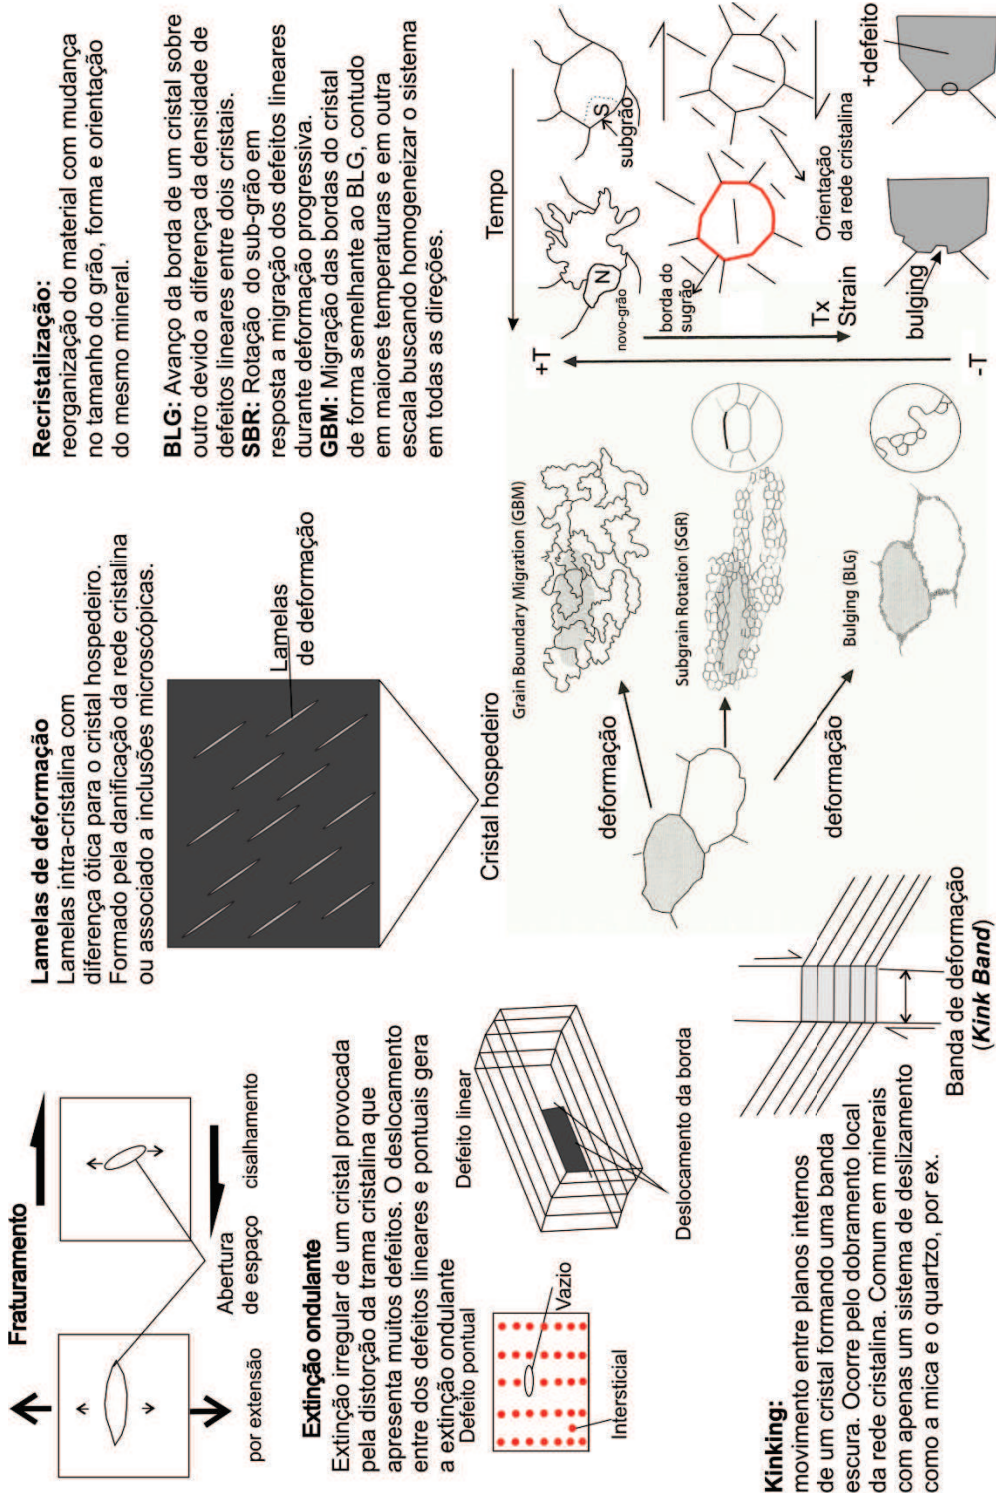 Fraturamento
por extensão
Abertura
de espaço
cisalhamento
Extinção ondulante
Extinção irregular de um cristal provocada
pela distorção da trama cristalina que
apresenta muitos defeitos. O deslocamento
entre dos defeitos lineares e pontuais gera
a extinção ondulante
Defeito pontual
Vazio
Intersticial
Defeito linear
Deslocamento da borda
Kinking:
movimento entre planos internos
de um cristal formando uma banda
escura. Ocorre pelo dobramento local
da rede cristalina. Comum em minerais
com apenas um sistema de deslizamento
como a mica e o quartzo, por ex.
Banda de deformação
(Kink Band)
Lamelas de deformação
Lamelas intra-cristalina com
diferença ótica para o cristal hospedeiro.
Formado pela danificação da rede cristalina
ou associado a inclusões microscópicas.
Lamelas
de deformação
Cristal hospedeiro
Recristalização:
reorganização do material com mudança
no tamanho do grão, forma e orientação
do mesmo mineral.
BLG: Avanço da borda de um cristal sobre
outro devido a diferença da densidade de
defeitos lineares entre dois cristais.
SBR: Rotação do sub-grão em
resposta a migração dos defeitos lineares
durante deformação progressiva.
GBM: Migração das bordas do cristal
de forma semelhante ao BLG, contudo
em maiores temperaturas e em outra
escala buscando homogeneizar o sistema
em todas as direções.
deformação
deformação
deformação
Grain Boundary Migration (GBM)
Subgrain Rotation (SGR)
Bulging (BLG)
+T
-T
Tempo
N
novo-grão
S
subgrão
borda do
sugrão
Tx
Strain
Orientação
da rede cristalina
bulging
+defeito